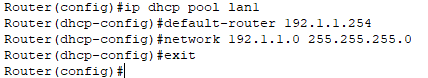 Router(config)#ip dhcp pool lan1
Router(dhcp-config)#default-router 192.1.1.254
Router(dhcp-config)#network 192.1.1.0 255.255.255.0
Router(dhcp-config)#exit
Router(config)#